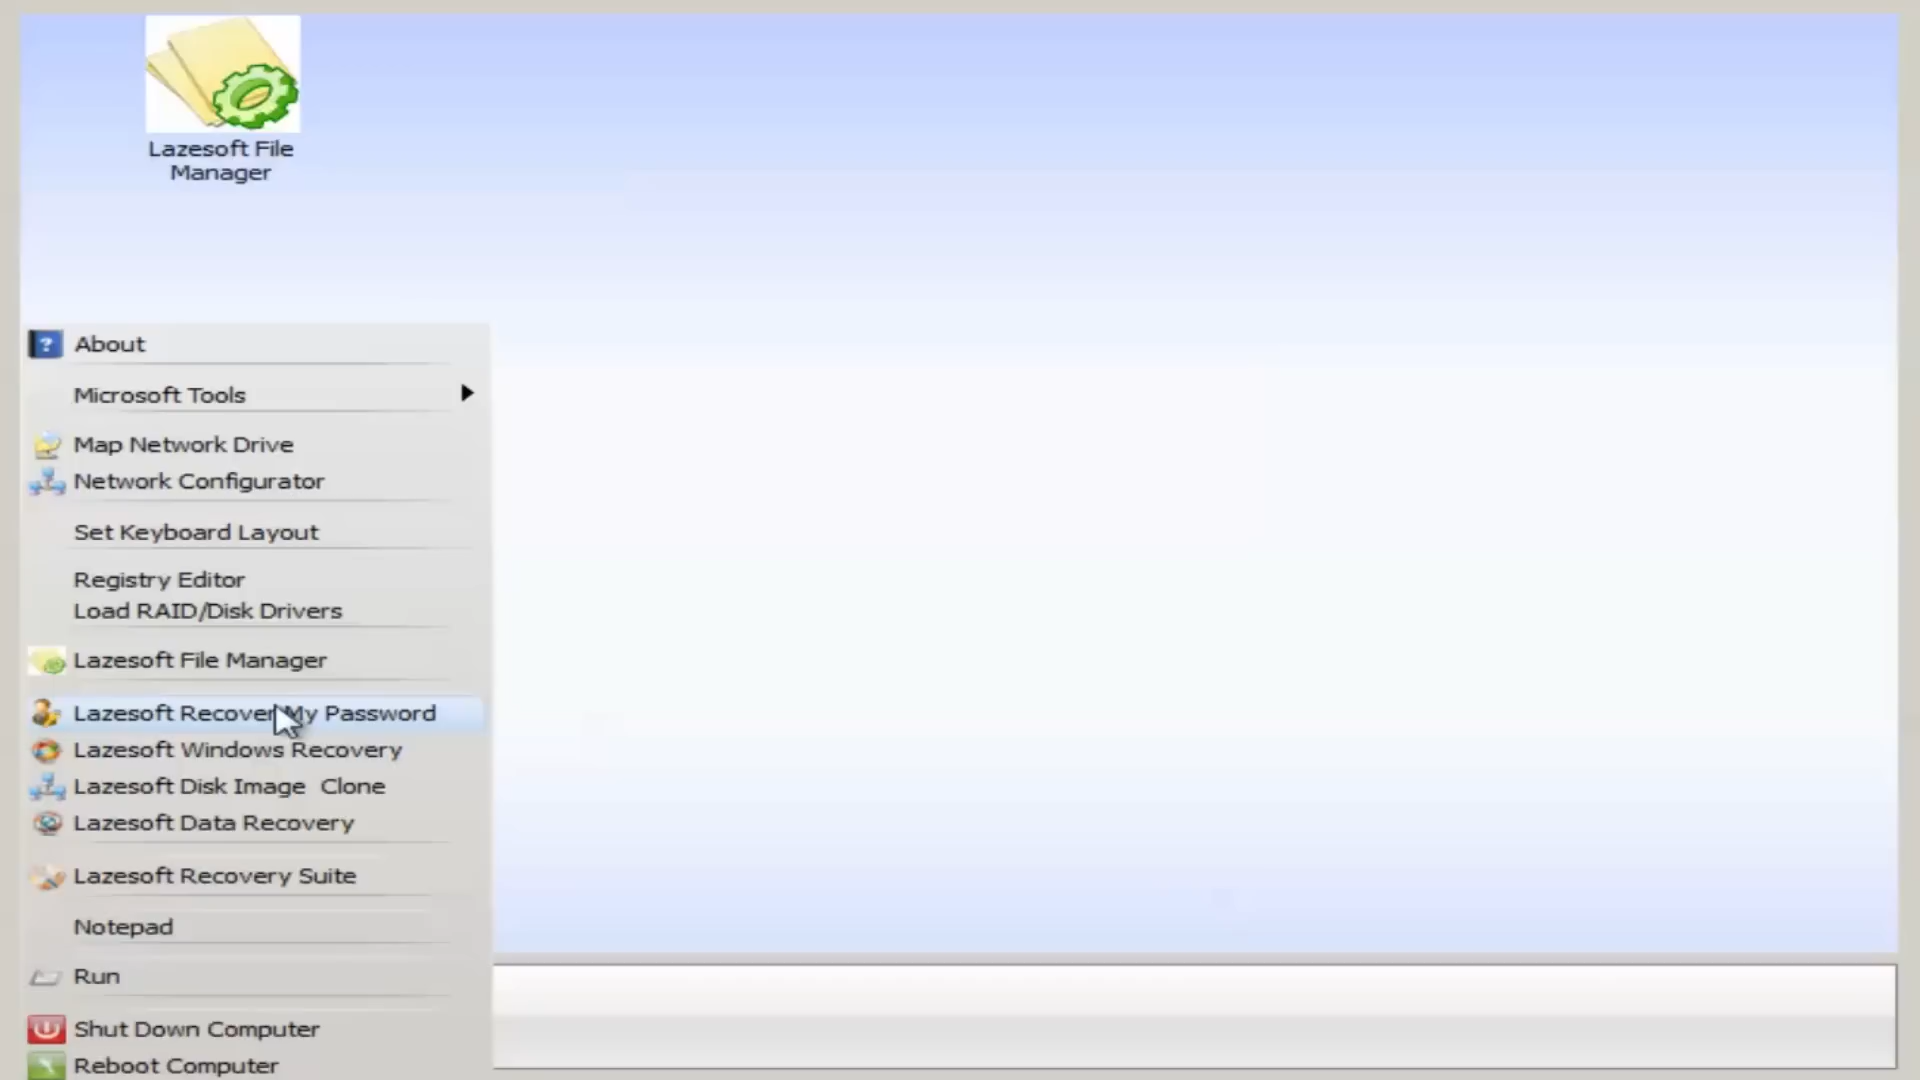 Lazesoft File
Manager
About
Microsoft Tools
Map Network Drive
Network Configurator
Set Keyboard Layout
Registry Editor
Load RAID/Disk Drivers
Lazesoft File Manager
Lazesoft Recover My Password
Lazesoft Windows Recovery
Lazesoft Disk Image Clone
Lazesoft Data Recovery
Lazesoft Recovery Suite
Notepad
Run
Shut Down Computer
Reboot Computer